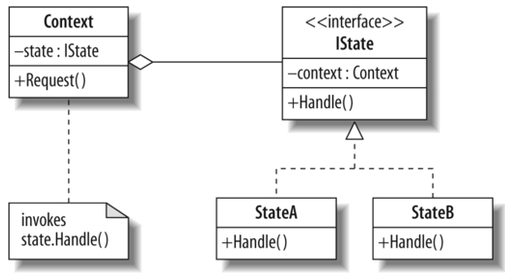 Context
–state : IState
+Request()
<<interface>>
IState
–context : Context
+Handle()
invokes
state.Handle()
StateA
+Handle()
StateB
+Handle()